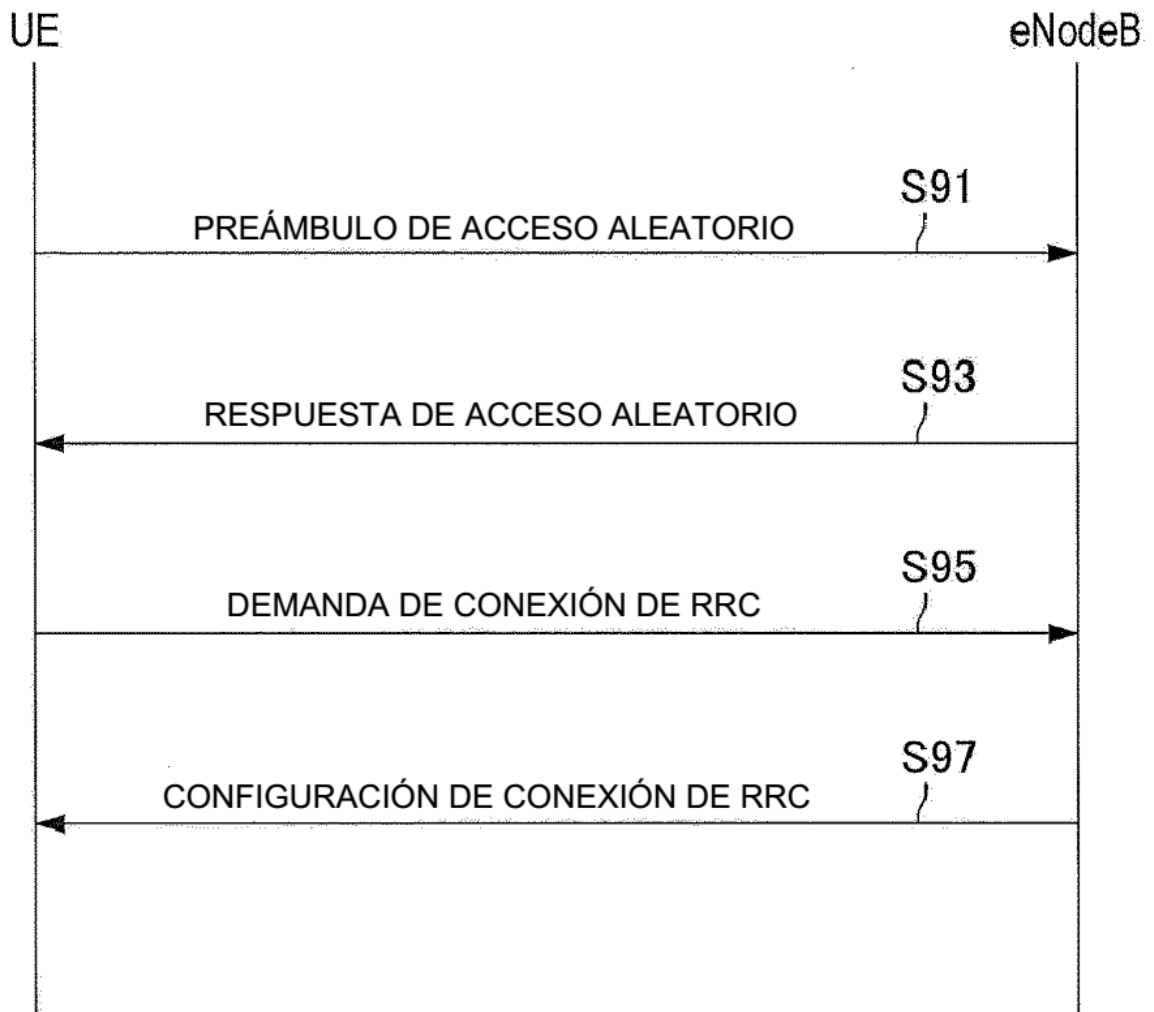 UE
eNodeB
S91
PREÁMBULO DE ACCESO ALEATORIO
S93
RESPUESTA DE ACCESO ALEATORIO
S95
DEMANDA DE CONEXIÓN DE RRC
S97
CONFIGURACIÓN DE CONEXIÓN DE RRC